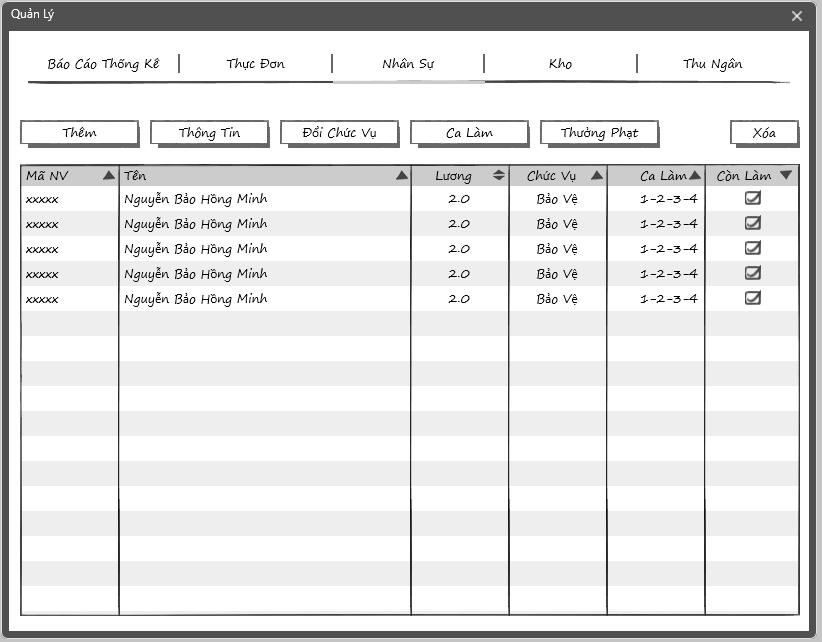 Quản Lý
Báo Cáo Thống Kê Thực Đơn Nhân Sự Kho Thu Ngân
Thêm Thông Tin Đổi Chức Vụ Ca Làm Thưởng Phạt Xóa
Mã NV Tên Lương Chức Vụ Ca Làm Còn Làm
xxxxx Nguyễn Bảo Hồng Minh 2.0 Bảo Vệ 1-2-3-4
xxxxx Nguyễn Bảo Hồng Minh 2.0 Bảo Vệ 1-2-3-4
xxxxx Nguyễn Bảo Hồng Minh 2.0 Bảo Vệ 1-2-3-4
xxxxx Nguyễn Bảo Hồng Minh 2.0 Bảo Vệ 1-2-3-4
xxxxx Nguyễn Bảo Hồng Minh 2.0 Bảo Vệ 1-2-3-4